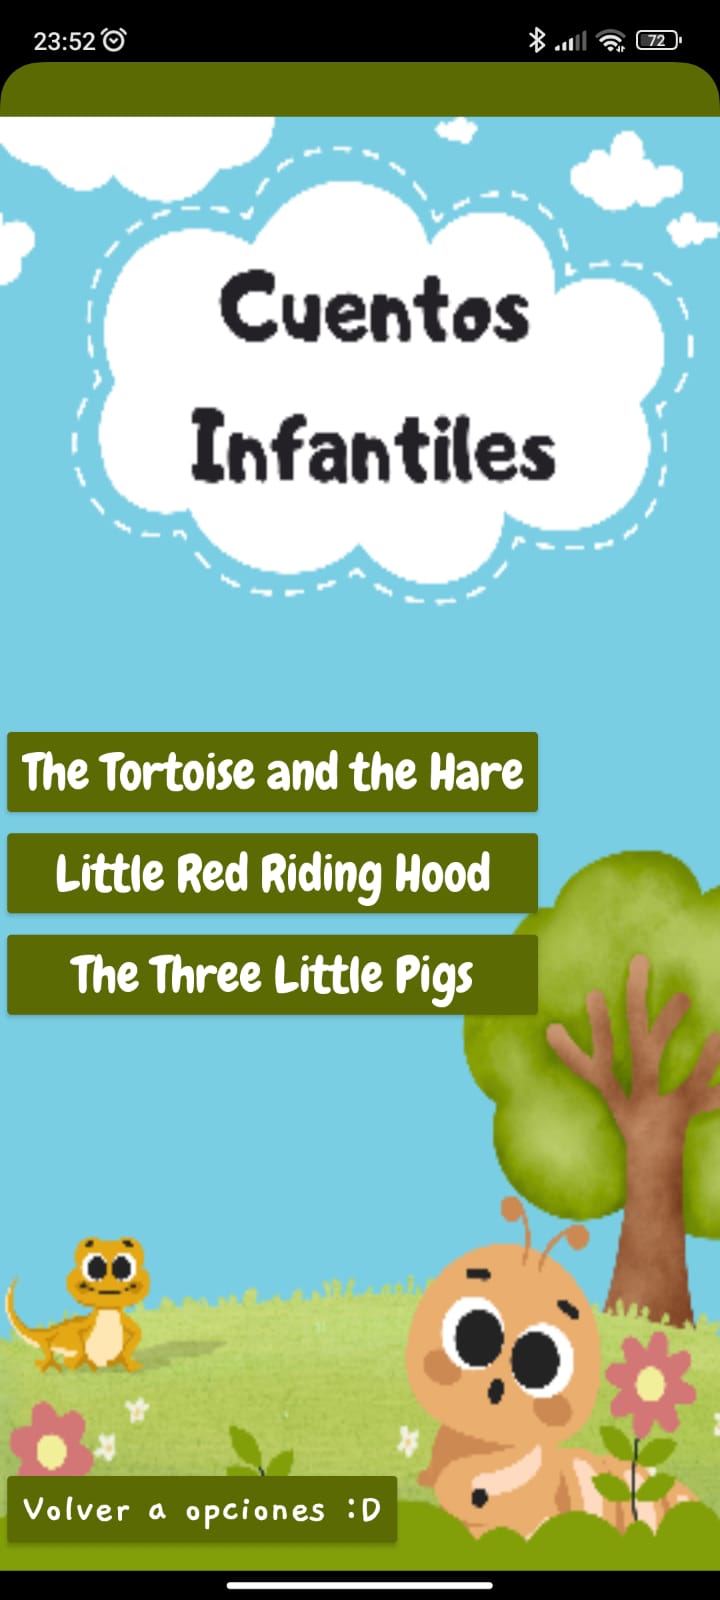 23:52
72
Cuentos
Infantiles
The Tortoise and the Hare
Little Red Riding Hood
The Three Little Pigs
Volver a opciones :D